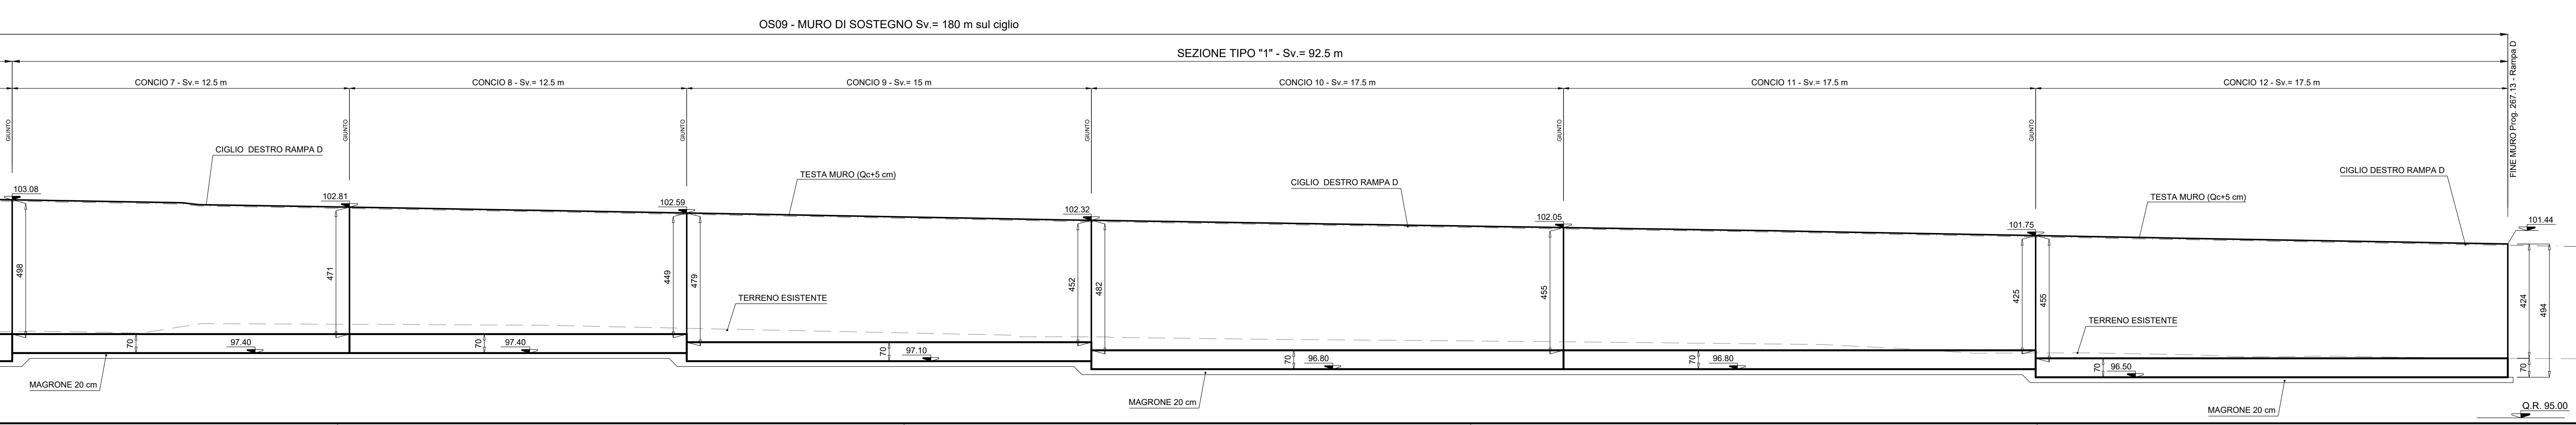 OS09 - MURO DI SOSTEGNO Sv.= 180 m sul ciglio
SEZIONE TIPO "1" - Sv.= 92.5 m
CONCIO 7 - Sv.= 12.5 m
CONCIO 8 - Sv.= 12.5 m
CONCIO 9 - Sv.= 15 m
CONCIO 10 - Sv.= 17.5 m
CONCIO 11 - Sv.= 17.5 m
CONCIO 12 - Sv.= 17.5 m
FINE MURO Prog. 267.13 - Rampa D
GIUNTO
GIUNTO
GIUNTO
GIUNTO
GIUNTO
GIUNTO
CIGLIO DESTRO RAMPA D
TESTA MURO (Qc+5 cm)
CIGLIO DESTRO RAMPA D
TESTA MURO (Qc+5 cm)
CIGLIO DESTRO RAMPA D
103.08
102.81
102.59
102.32
102.05
101.75
101.44
498
471
449
479
452
482
455
425
455
424
494
TERRENO ESISTENTE
TERRENO ESISTENTE
70
97.40
70
97.40
70
97.10
70
96.80
70
96.80
70
96.50
70
MAGRONE 20 cm
MAGRONE 20 cm
MAGRONE 20 cm
Q.R. 95.00